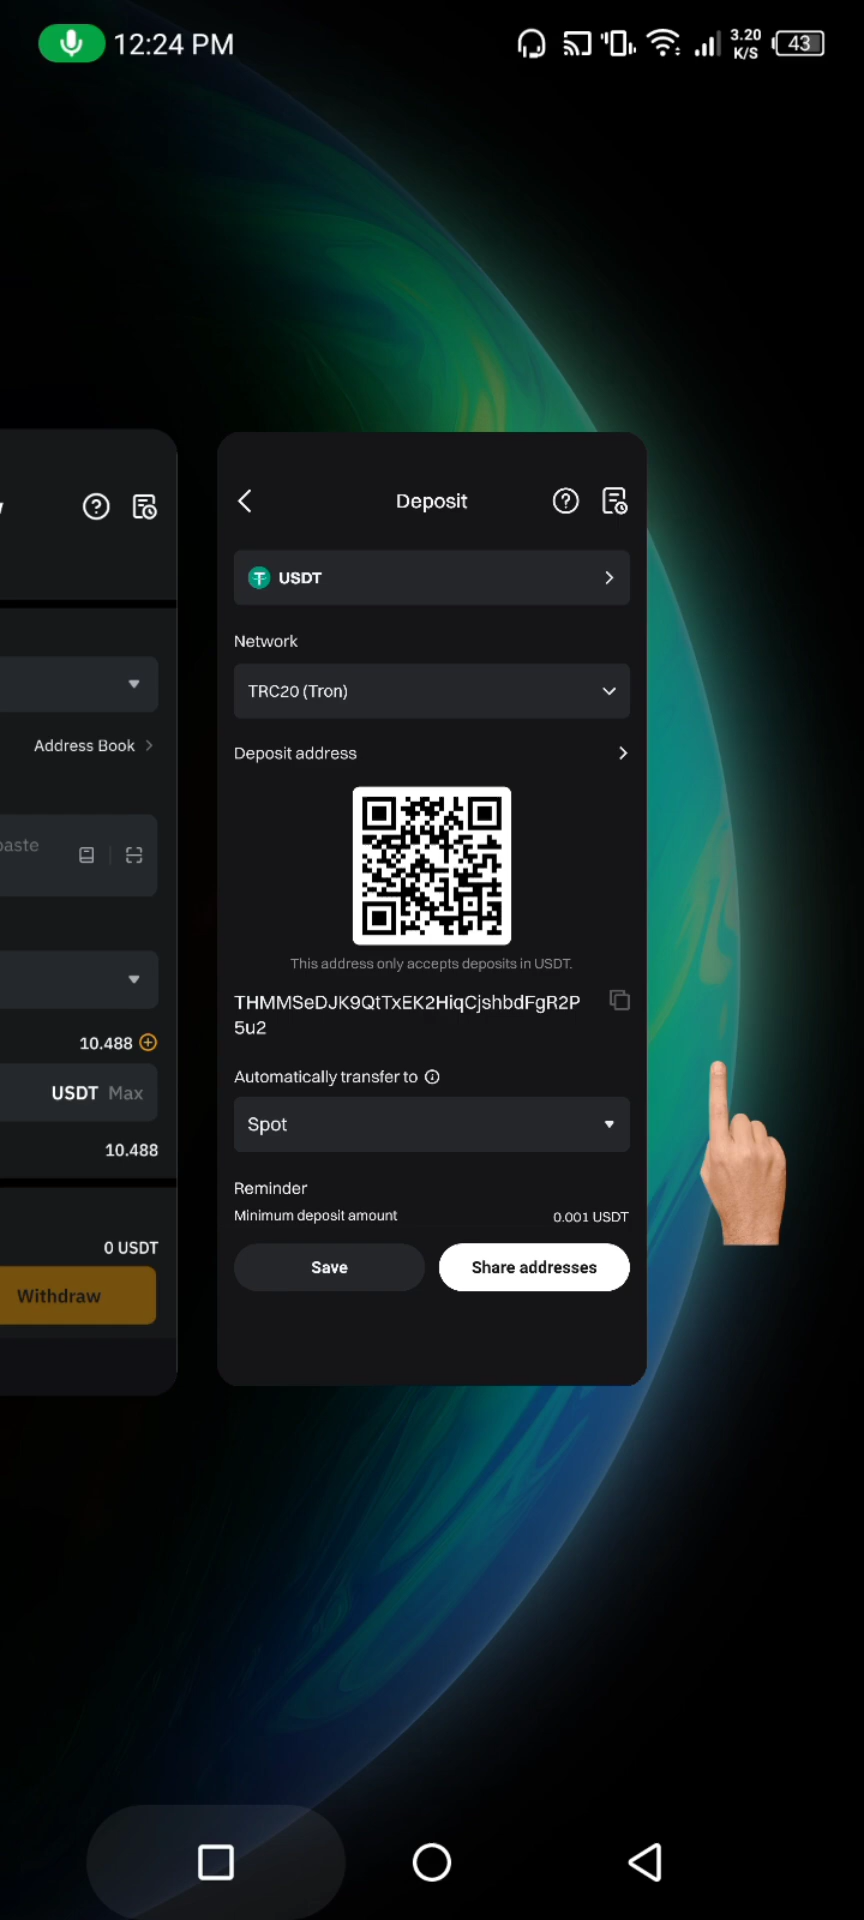 12:24 PM
3.20
K/S
43
Address Book
paste
10.488
USDT Max
10.488
0 USDT
Withdraw
Deposit
USDT
Network
TRC20 (Tron)
Deposit address
This address only accepts deposits in USDT.
THMMSeDJK9QtTxEK2HiqCjshbdFgR2P
5u2
Automatically transfer to
Spot
Reminder
Minimum deposit amount
0.001 USDT
Save
Share addresses